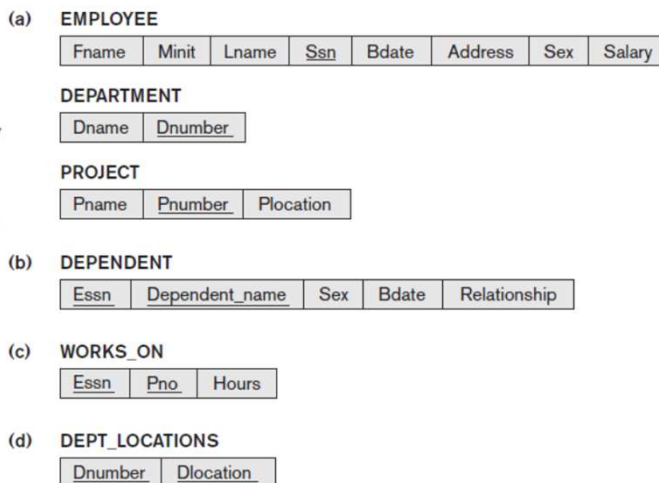 (a) EMPLOYEE
Fname Minit Lname Ssn Bdate Address Sex Salary
DEPARTMENT
Dname Dnumber
PROJECT
Pname Pnumber Plocation
(b) DEPENDENT
Essn Dependent_name Sex Bdate Relationship
(c) WORKS_ON
Essn Pno Hours
(d) DEPT_LOCATIONS
Dnumber Dlocation